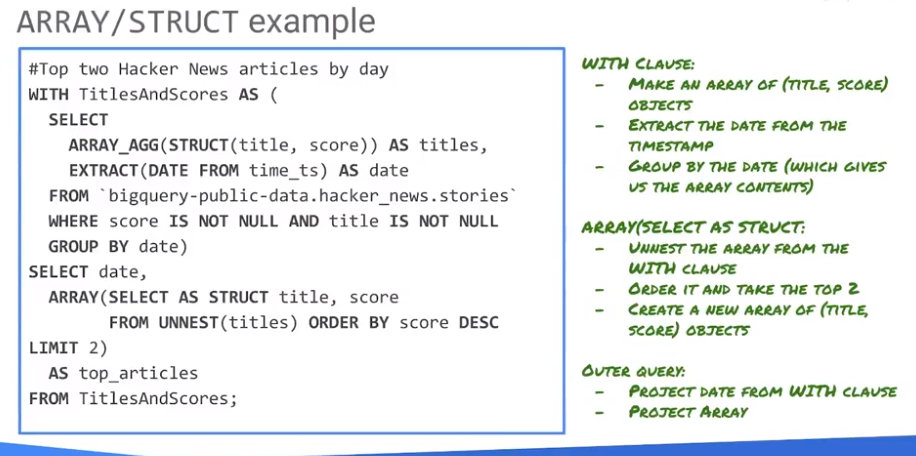 ARRAY/STRUCT example
#Top two Hacker News articles by day
WITH TitlesAndScores AS (
SELECT
ARRAY_AGG(STRUCT(title, score)) AS titles,
EXTRACT(DATE FROM time_ts) AS date
FROM `bigquery-public-data.hacker_news.stories`
WHERE score IS NOT NULL AND title IS NOT NULL
GROUP BY date)
SELECT date,
ARRAY(SELECT AS STRUCT title, score
FROM UNNEST(titles) ORDER BY score DESC
LIMIT 2)
AS top_articles
FROM TitlesAndScores;
WITH CLAUSE:
- MAKE AN ARRAY OF (TITLE, SCORE)
OBJECTS
- EXTRACT THE DATE FROM THE
TIMESTAMP
- GROUP BY THE DATE (WHICH GIVES
US THE ARRAY CONTENTS)
ARRAY(SELECT AS STRUCT:
- UNNEST THE ARRAY FROM THE
WITH CLAUSE
- ORDER IT AND TAKE THE TOP 2
- CREATE A NEW ARRAY OF (TITLE,
SCORE) OBJECTS
OUTER QUERY:
- PROJECT DATE FROM WITH CLAUSE
- PROJECT ARRAY